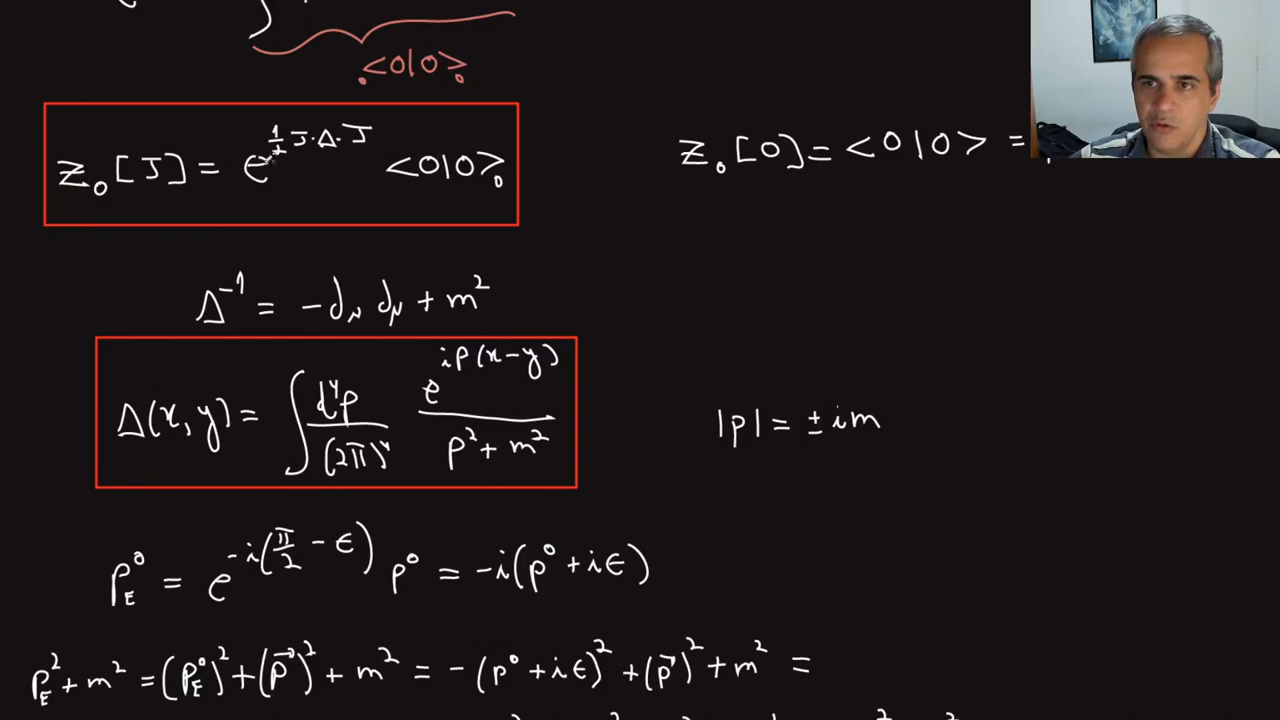 <0|0>₀
Z₀[J] = e^{½ J·Δ·J} <0|0>₀
Z₀[0] = <0|0> =
Δ⁻¹ = -∂_μ ∂_μ + m²
Δ(x,y) = ∫ d⁴p/(2π)⁴ e^{ip(x-y)}/(p² + m²)
|p| = ± im
p_E⁰ = e^{-i(π/2 - ε)} p⁰ = -i(p⁰ + iε)
p_E² + m² = (p_E⁰)² + (p⃗)² + m² = -(p⁰ + iε)² + (p⃗)² + m² =